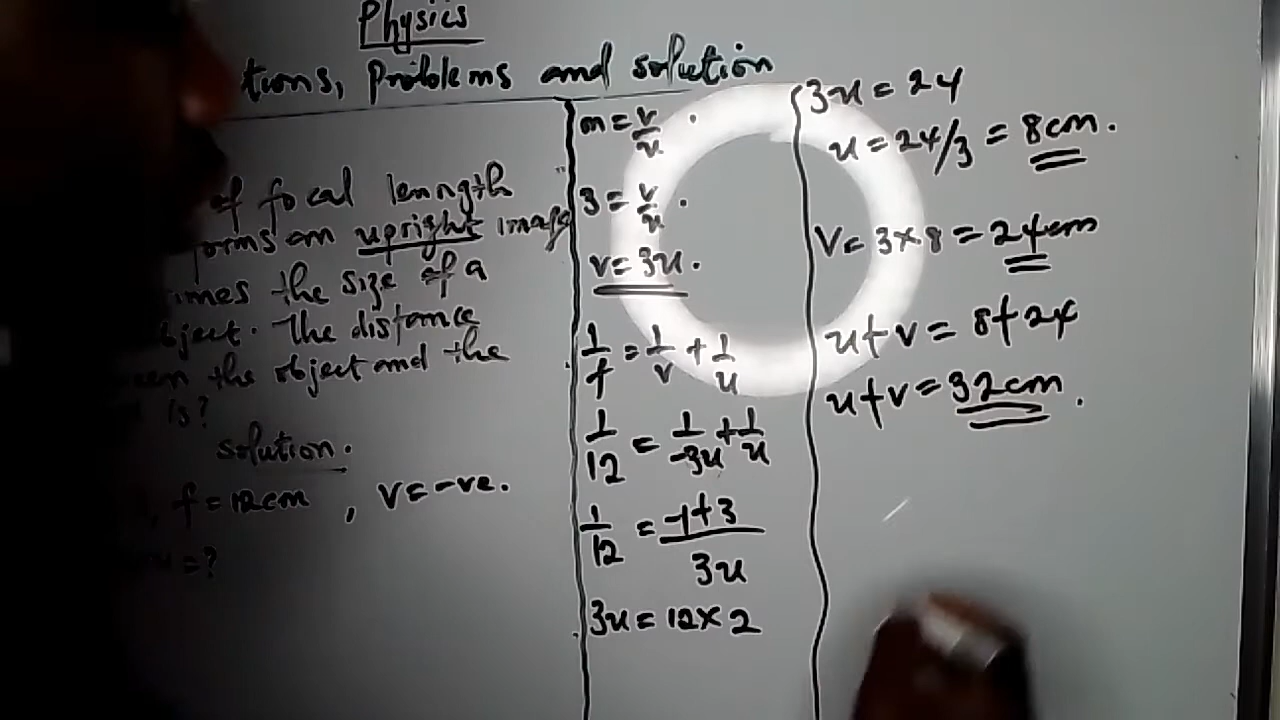 Physics
tions, problems and solution
of focal length
forms an upright image
times the size of a
bject. The distance
een the object and the
is?
solution.
, f = 12cm , v = -ve.
= ?
m = v/u.
3 = v/u.
v = 3u.
1/f = 1/v + 1/u
1/12 = 1/-3u + 1/u
1/12 = -1+3/3u
3u = 12 × 2
3u = 24
u = 24/3 = 8cm.
V = 3 × 8 = 24cm
u+v = 8+24
u+v = 32cm.